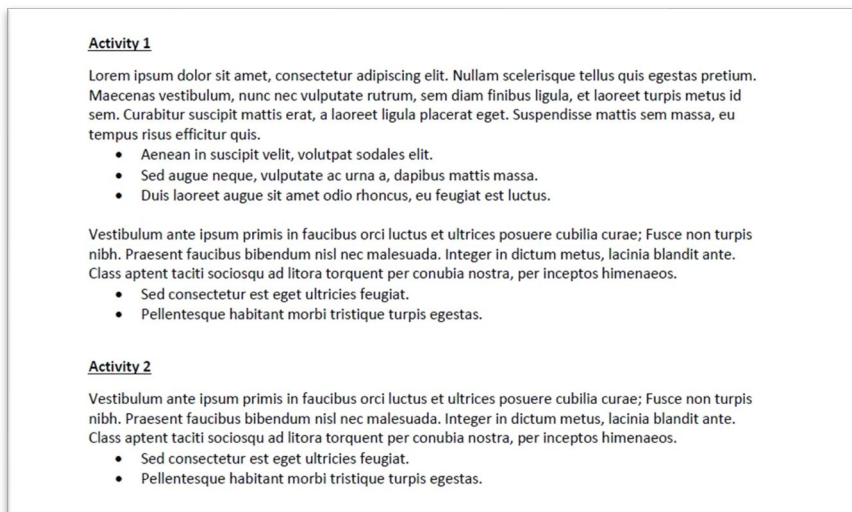 Activity 1
Lorem ipsum dolor sit amet, consectetur adipiscing elit. Nullam scelerisque tellus quis egestas pretium.
Maecenas vestibulum, nunc nec vulputate rutrum, sem diam finibus ligula, et laoreet turpis metus id
sem. Curabitur suscipit mattis erat, a laoreet ligula placerat eget. Suspendisse mattis sem massa, eu
tempus risus efficitur quis.
• Aenean in suscipit velit, volutpat sodales elit.
• Sed augue neque, vulputate ac urna a, dapibus mattis massa.
• Duis laoreet augue sit amet odio rhoncus, eu feugiat est luctus.
Vestibulum ante ipsum primis in faucibus orci luctus et ultrices posuere cubilia curae; Fusce non turpis
nibh. Praesent faucibus bibendum nisl nec malesuada. Integer in dictum metus, lacinia blandit ante.
Class aptent taciti sociosqu ad litora torquent per conubia nostra, per inceptos himenaeos.
• Sed consectetur est eget ultricies feugiat.
• Pellentesque habitant morbi tristique turpis egestas.
Activity 2
Vestibulum ante ipsum primis in faucibus orci luctus et ultrices posuere cubilia curae; Fusce non turpis
nibh. Praesent faucibus bibendum nisl nec malesuada. Integer in dictum metus, lacinia blandit ante.
Class aptent taciti sociosqu ad litora torquent per conubia nostra, per inceptos himenaeos.
• Sed consectetur est eget ultricies feugiat.
• Pellentesque habitant morbi tristique turpis egestas.